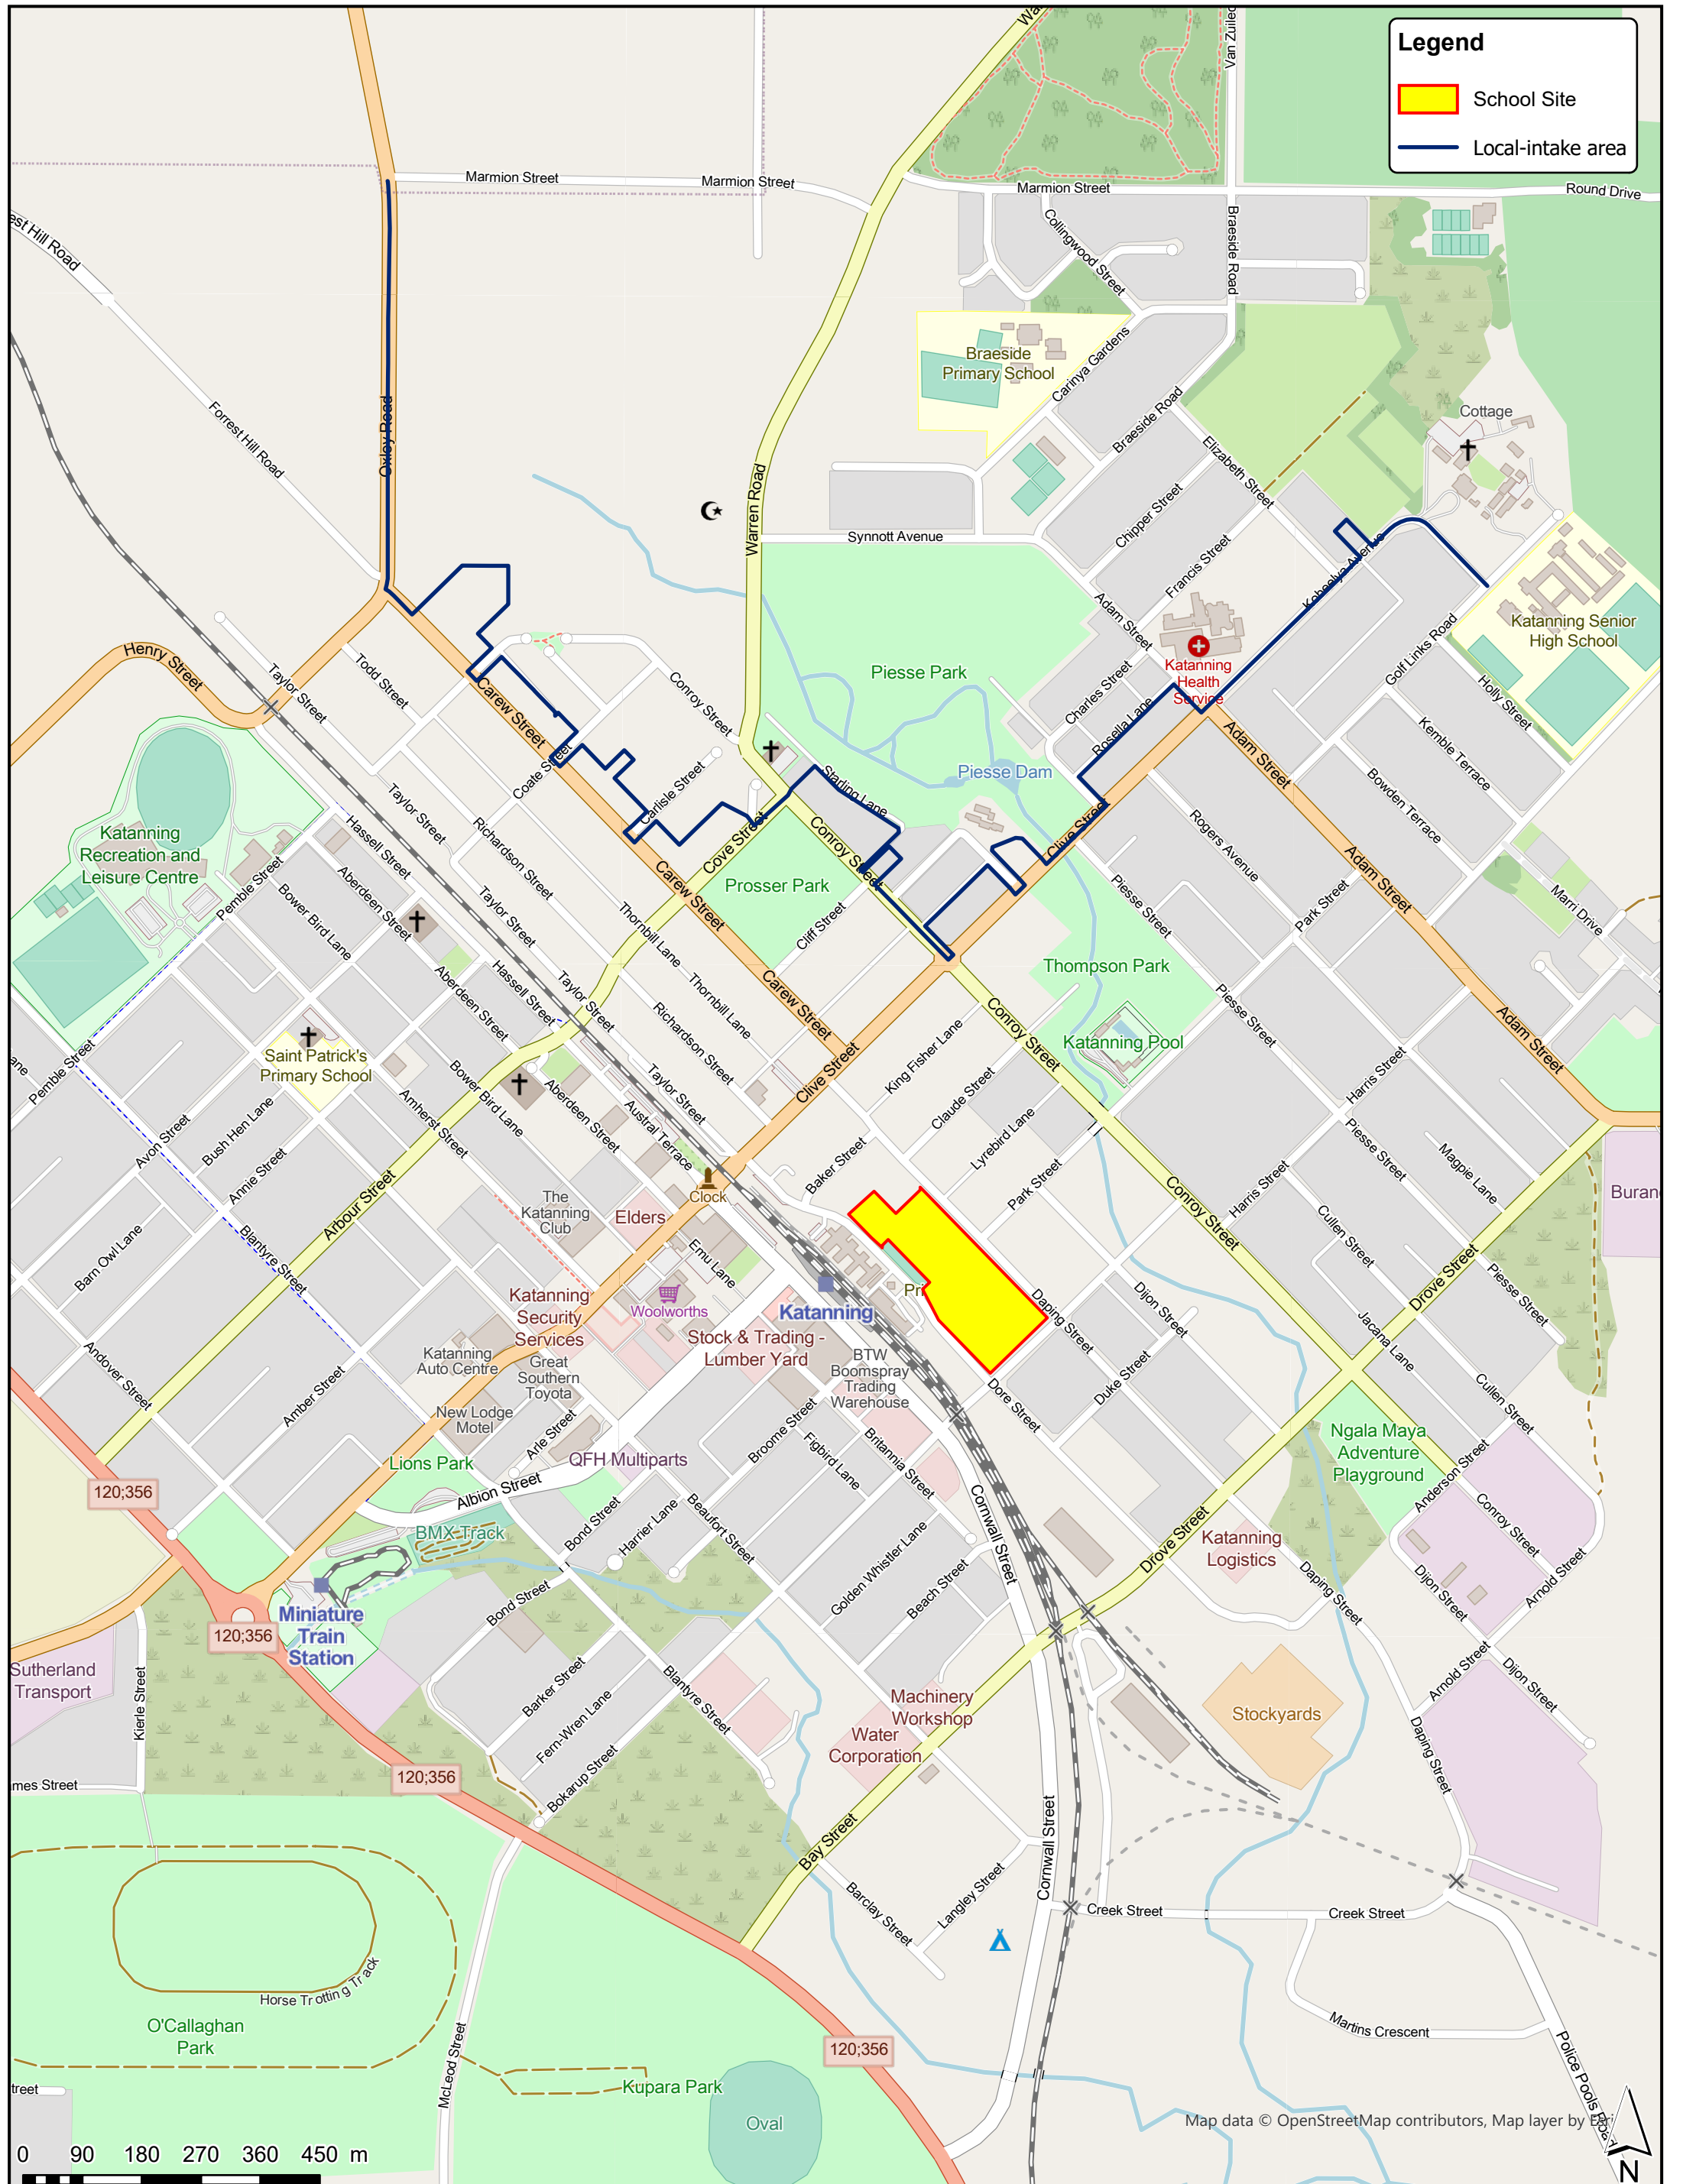 Legend
School Site
Local-intake area
Van Zuilec
Marmion Street
Marmion Street
Marmion Street
Round Drive
est Hill Road
Collingwood Street
Braeside Road
Braeside
Primary School
Carinya Gardens
Oxley Road
Forrest Hill Road
Braeside Road
Cottage
Elizabeth Street
Warren Road
Chipper Street
Synnott Avenue
Francis Street
Kobeelya Avenue
Adam Street
Katanning Senior
High School
Golf Links Road
Henry Street
Taylor Street
Todd Street
Conroy Street
Piesse Park
Katanning
Health
Service
Charles Street
Holly Street
Carew Street
Rosella Lane
Adam Street
Kemble Terrace
Coate Street
Starling Lane
Piesse Dam
Bowden Terrace
Carlisle Street
Taylor Street
Katanning
Recreation and
Leisure Centre
Hassell Street
Richardson Street
Cove Street
Conroy Street
Clive Street
Rogers Avenue
Adam Street
Pemble Street
Aberdeen Street
Bower Bird Lane
Carew Street
Prosser Park
Cliff Street
Piesse Street
Park Street
Marri Drive
Taylor Street
Thornbill Lane
Thompson Park
Hassell Street
Aberdeen Street
Taylor Street
Thornbill Lane
Carew Street
Richardson Street
Conroy Street
Piesse Street
Adam Street
Katanning Pool
King Fisher Lane
Saint Patrick's
Primary School
ane
Pemble Street
Bower Bird Lane
Taylor Street
Clive Street
Claude Street
Harris Street
Amherst Street
Aberdeen Street
Austral Terrace
Lyrebird Lane
Avon Street
Bush Hen Lane
Annie Street
Baker Street
Piesse Street
Magpie Lane
Arbour Street
Clock
Park Street
Conroy Street
Harris Street
The
Katanning
Club
Elders
Cullen Street
Barn Owl Lane
Blantyre Street
Emu Lane
Drove Street
Piesse Street
Katanning
Security
Services
Woolworths
Katanning
Pri
Daping Street
Dijon Street
Stock & Trading -
Lumber Yard
Jacana Lane
Andover Street
Katanning
Auto Centre
Great
Southern
Toyota
BTW
Boomspray
Trading
Warehouse
Duke Street
Dore Street
Cullen Street
Amber Street
New Lodge
Motel
Arle Street
Broome Street
Figbird Lane
Britannia Street
Ngala Maya
Adventure
Playground
Lions Park
QFH Multiparts
Anderson Street
120;356
Albion Street
Conroy Street
Beaufort Street
Cornwall Street
BMX Track
Bond Street
Harrier Lane
Drove Street
Katanning
Logistics
Golden Whistler Lane
Beach Street
Dijon Street
Arnold Street
Daping Street
Bond Street
Miniature
Train
Station
120;356
Arnold Street
Dijon Street
Sutherland
Transport
Kierle Street
Barker Street
Blantyre Street
Machinery
Workshop
Water
Corporation
Stockyards
Fern-Wren Lane
Daping Street
ames Street
120;356
Bokarup Street
Bay Street
Cornwall Street
Barclay Street
Langley Street
Creek Street
Creek Street
Horse Trotting Track
O'Callaghan
Park
McLeod Street
Martins Crescent
120;356
Police Pools Road
treet
Kupara Park
Oval
Map data © OpenStreetMap contributors, Map layer by Esri
0 90 180 270 360 450 m
N